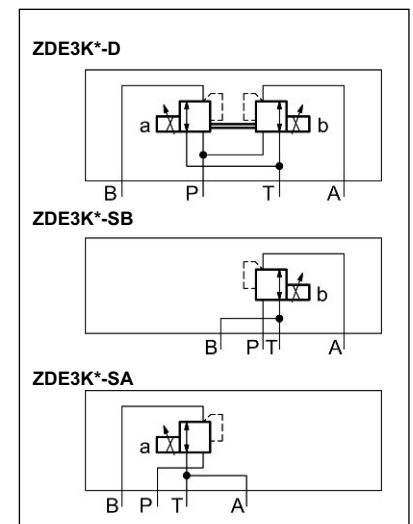 ZDE3K*-D
a b
B P T A
ZDE3K*-SB
b
B P T A
ZDE3K*-SA
a
B P T A